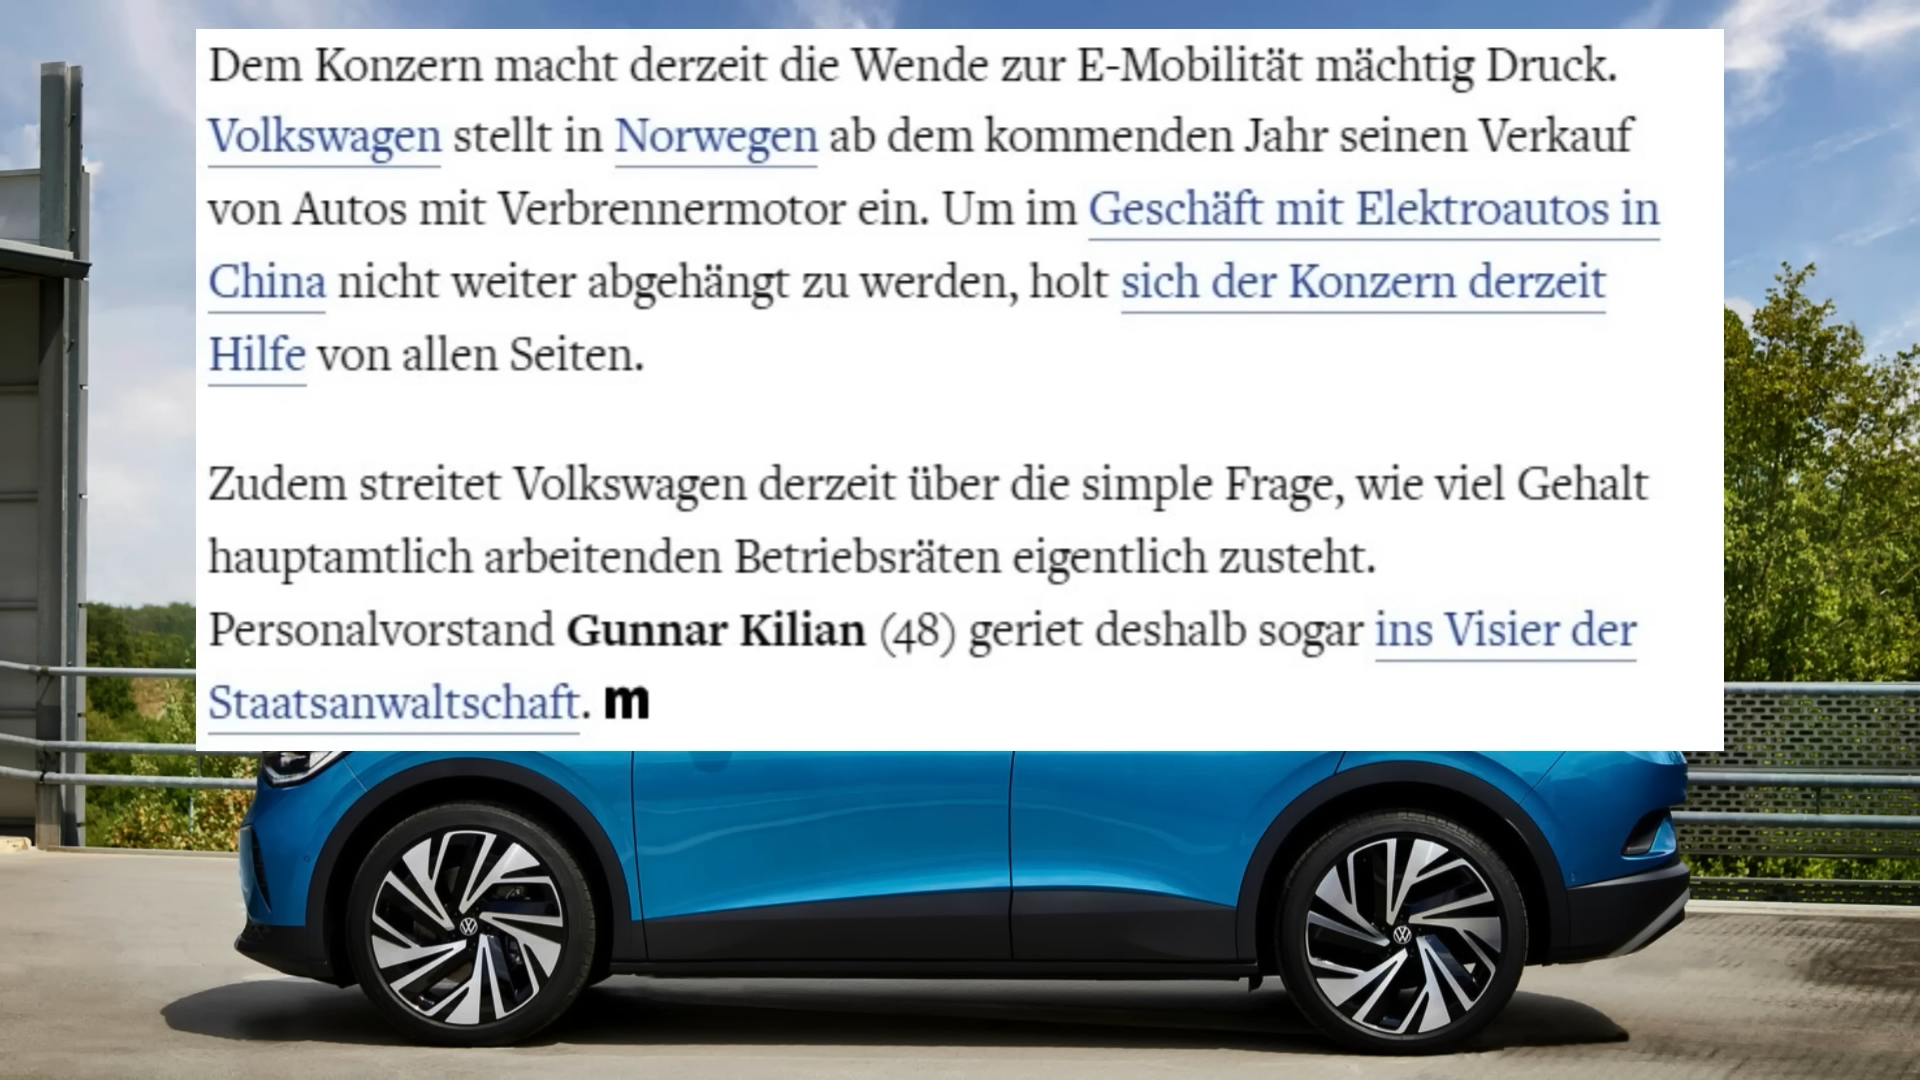 Dem Konzern macht derzeit die Wende zur E-Mobilität mächtig Druck.
Volkswagen stellt in Norwegen ab dem kommenden Jahr seinen Verkauf
von Autos mit Verbrennermotor ein. Um im Geschäft mit Elektroautos in
China nicht weiter abgehängt zu werden, holt sich der Konzern derzeit
Hilfe von allen Seiten.
Zudem streitet Volkswagen derzeit über die simple Frage, wie viel Gehalt
hauptamtlich arbeitenden Betriebsräten eigentlich zusteht.
Personalvorstand Gunnar Kilian (48) geriet deshalb sogar ins Visier der
Staatsanwaltschaft. m